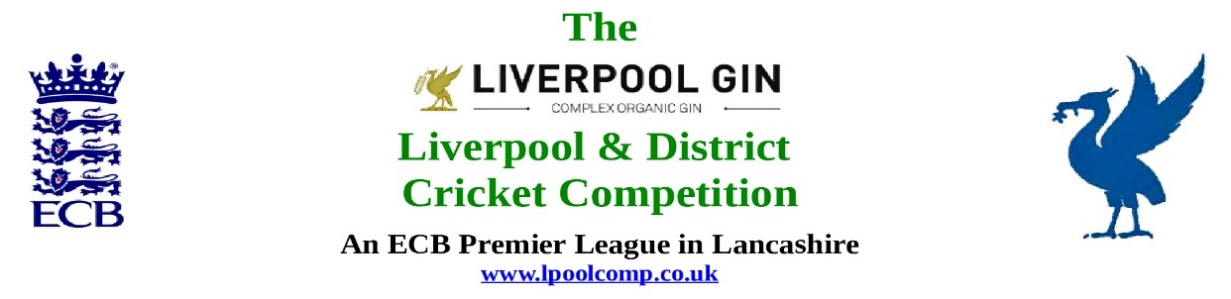 The
LIVERPOOL GIN
COMPLEX ORGANIC GIN
Liverpool & District
Cricket Competition
An ECB Premier League in Lancashire
www.lpoolcomp.co.uk
ECB
®